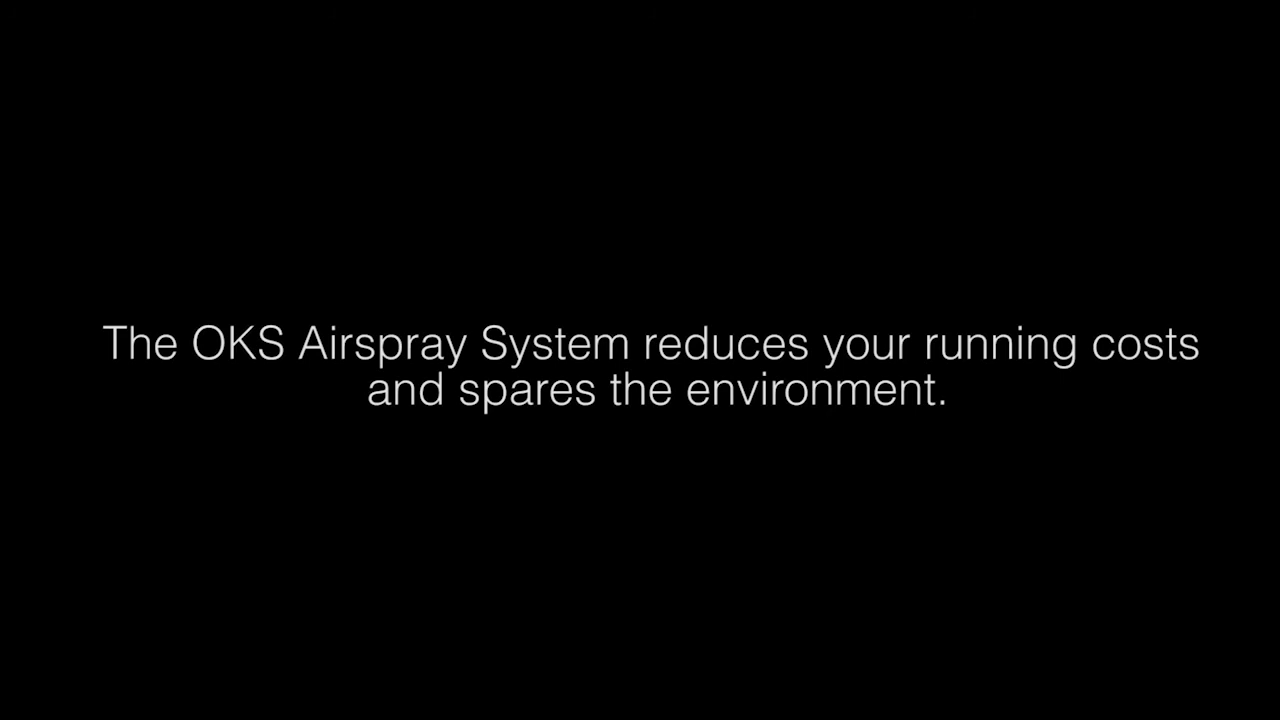 The OKS Airspray System reduces your running costs
and spares the environment.